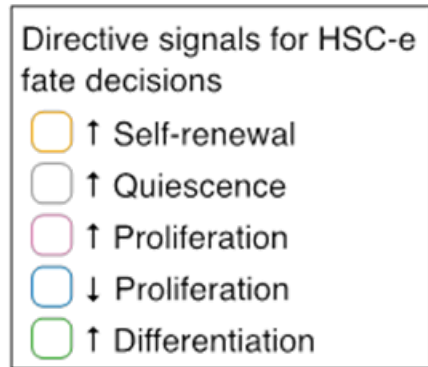 Directive signals for HSC-e
fate decisions
↑ Self-renewal
↑ Quiescence
↑ Proliferation
↓ Proliferation
↑ Differentiation